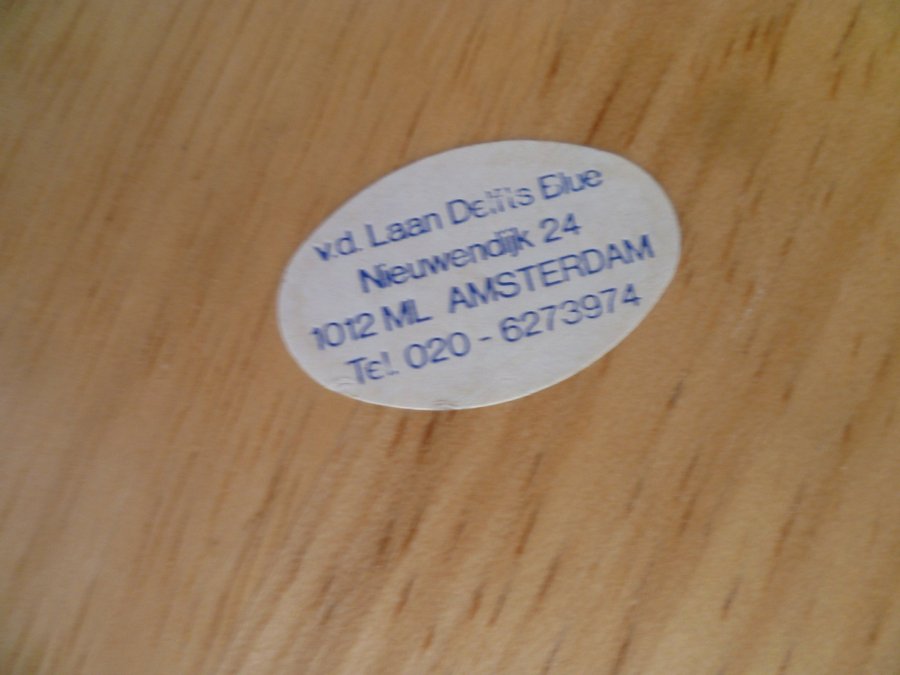 v.d. Laan Delfts Blue
Nieuwendijk 24
1012 ML AMSTERDAM
Tel. 020 - 6273974